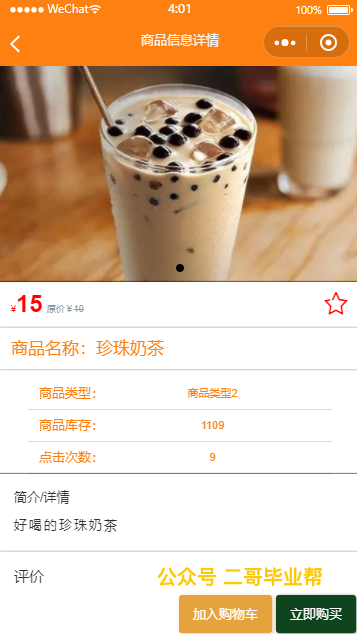 WeChat 4:01 100%
商品信息详情
¥15 原价¥19
商品名称：珍珠奶茶
商品类型： 商品类型2
商品库存： 1109
点击次数： 9
简介/详情
好喝的珍珠奶茶
评价
公众号 二哥毕业帮
加入购物车 立即购买